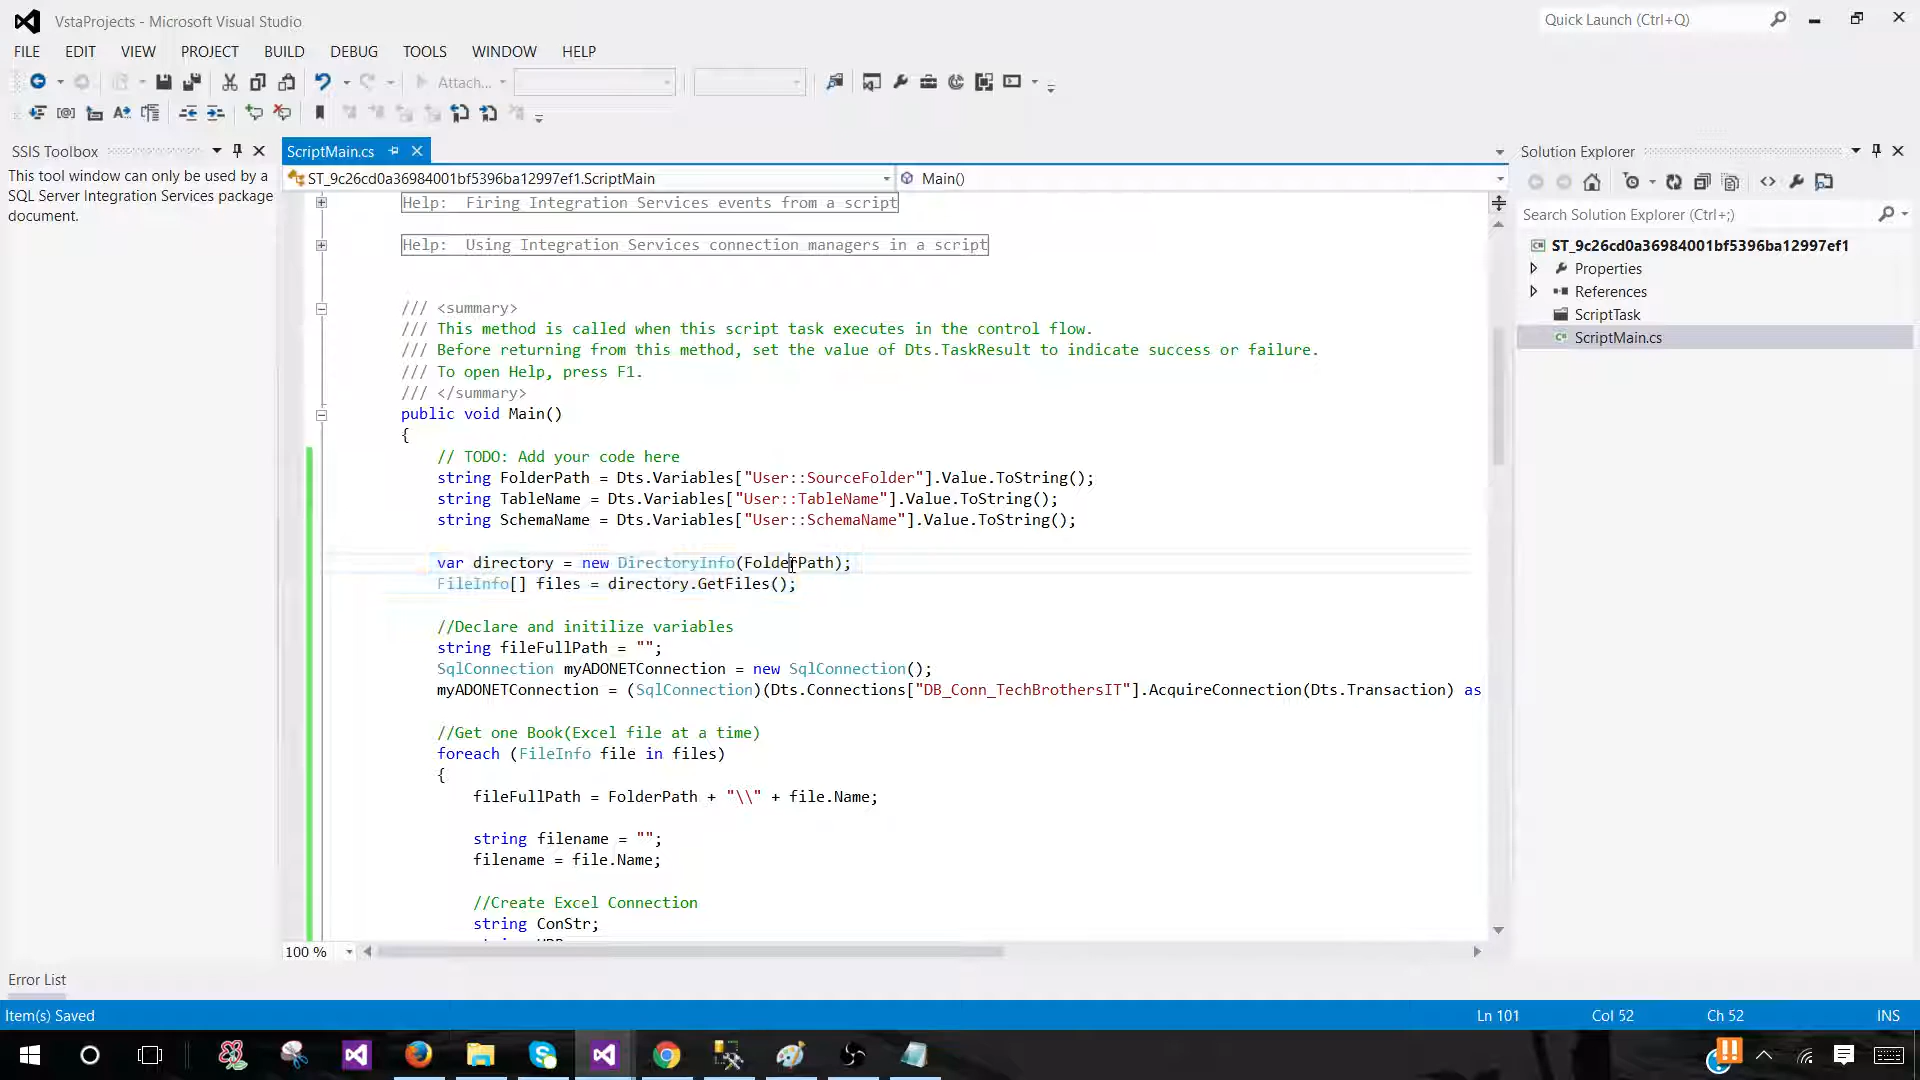 VstaProjects - Microsoft Visual Studio
Quick Launch (Ctrl+Q)
FILE EDIT VIEW PROJECT BUILD DEBUG TOOLS WINDOW HELP
Attach...
SSIS Toolbox
This tool window can only be used by a
SQL Server Integration Services package
document.
ScriptMain.cs
ST_9c26cd0a36984001bf5396ba12997ef1.ScriptMain
Main()
Help:  Firing Integration Services events from a script
Help:  Using Integration Services connection managers in a script
/// <summary>
/// This method is called when this script task executes in the control flow.
/// Before returning from this method, set the value of Dts.TaskResult to indicate success or failure.
/// To open Help, press F1.
/// </summary>
public void Main()
{
// TODO: Add your code here
string FolderPath = Dts.Variables["User::SourceFolder"].Value.ToString();
string TableName = Dts.Variables["User::TableName"].Value.ToString();
string SchemaName = Dts.Variables["User::SchemaName"].Value.ToString();
var directory = new DirectoryInfo(FolderPath);
FileInfo[] files = directory.GetFiles();
//Declare and initilize variables
string fileFullPath = "";
SqlConnection myADONETConnection = new SqlConnection();
myADONETConnection = (SqlConnection)(Dts.Connections["DB_Conn_TechBrothersIT"].AcquireConnection(Dts.Transaction) as
//Get one Book(Excel file at a time)
foreach (FileInfo file in files)
{
fileFullPath = FolderPath + "\\" + file.Name;
string filename = "";
filename = file.Name;
//Create Excel Connection
string ConStr;
100 %
Solution Explorer
Search Solution Explorer (Ctrl+;)
ST_9c26cd0a36984001bf5396ba12997ef1
Properties
References
ScriptTask
ScriptMain.cs
Error List
Item(s) Saved
Ln 101 Col 52 Ch 52 INS